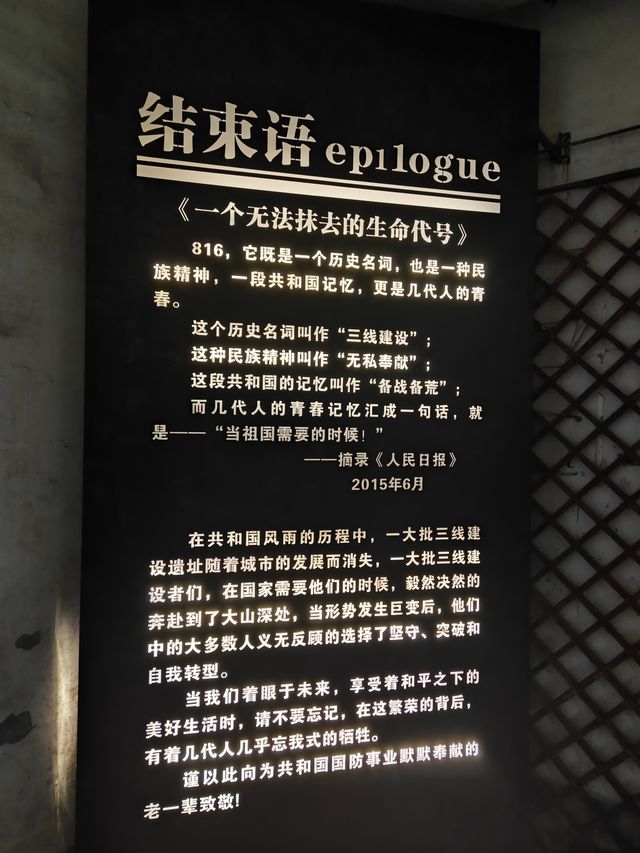 结束语 epilogue
《一个无法抹去的生命代号》
816，它既是一个历史名词，也是一种民
族精神，一段共和国记忆，更是几代人的青
春。
这个历史名词叫作“三线建设”；
这种民族精神叫作“无私奉献”；
这段共和国的记忆叫作“备战备荒”；
而几代人的青春记忆汇成一句话，就
是——“当祖国需要的时候！”
——摘录《人民日报》
2015年6月
在共和国风雨的历程中，一大批三线建
设遗址随着城市的发展而消失，一大批三线建
设者们，在国家需要他们的时候，毅然决然的
奔赴到了大山深处，当形势发生巨变后，他们
中的大多数人义无反顾的选择了坚守、突破和
自我转型。
当我们着眼于未来，享受着和平之下的
美好生活时，请不要忘记，在这繁荣的背后，
有着几代人几乎忘我式的牺牲。
谨以此向为共和国国防事业默默奉献的
老一辈致敬！